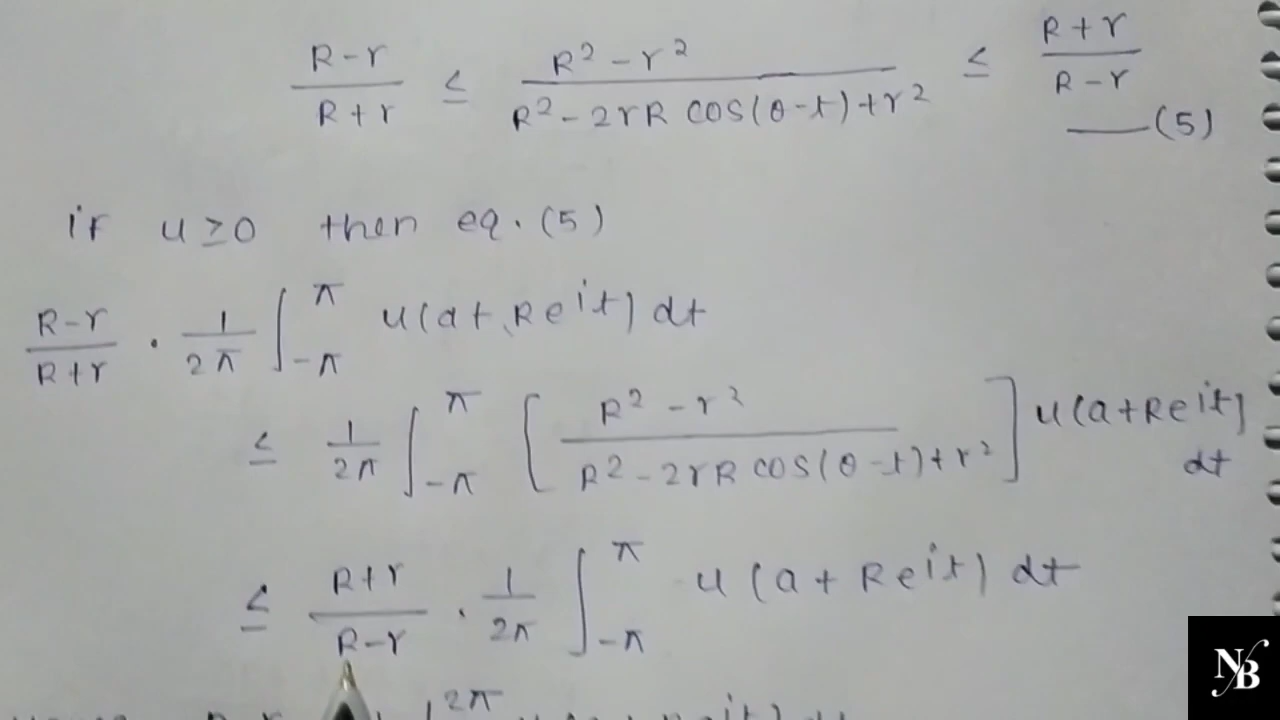 R-r / R+r ≤ R² - r² / R² - 2rR cos(θ-t) + r² ≤ R+r / R-r
——(5)
if u ≥ 0 then eq. (5)
R-r / R+r · 1/2π ∫_{-π}^{π} u(a+Re^{it}) dt
≤ 1/2π ∫_{-π}^{π} [ R² - r² / R² - 2rR cos(θ-t) + r² ] u(a+Re^{it}) dt
≤ R+r / R-r · 1/2π ∫_{-π}^{π} u(a+Re^{it}) dt
2π
NB